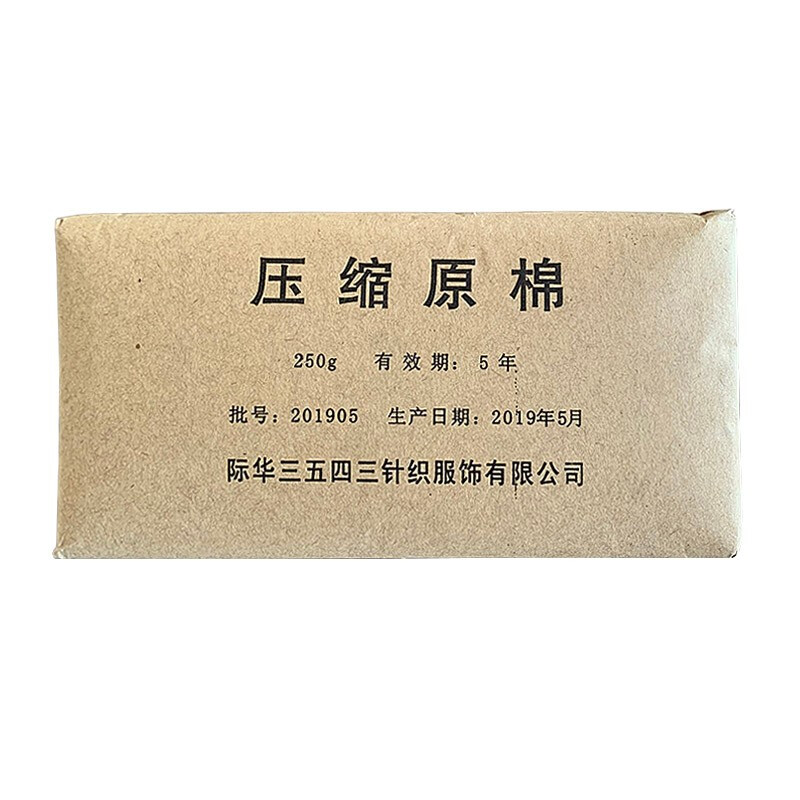 压缩原棉
250g 有效期：5年
批号：201905 生产日期：2019年5月
际华三五四三针织服饰有限公司